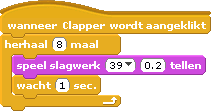 wanneer Clapper wordt aangeklikt
herhaal 8 maal
speel slagwerk 39 0.2 tellen
wacht 1 sec.